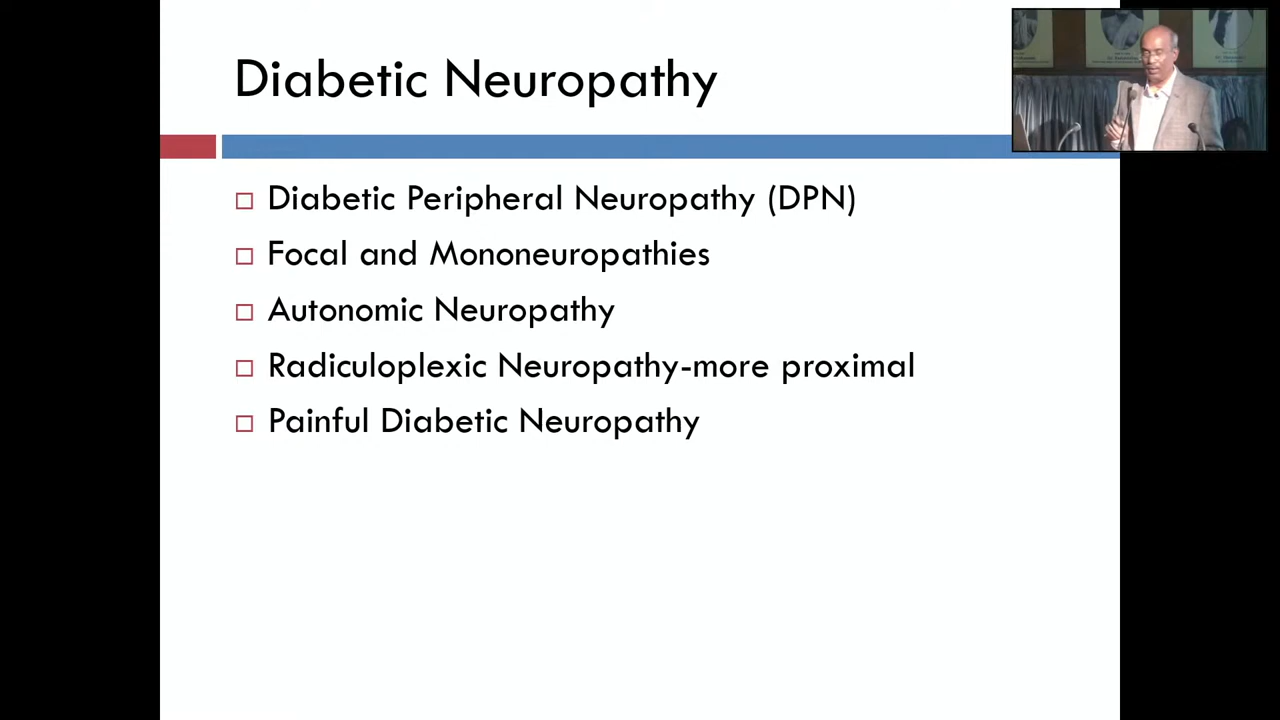 Diabetic Neuropathy
Diabetic Peripheral Neuropathy (DPN)
Focal and Mononeuropathies
Autonomic Neuropathy
Radiculoplexic Neuropathy-more proximal
Painful Diabetic Neuropathy